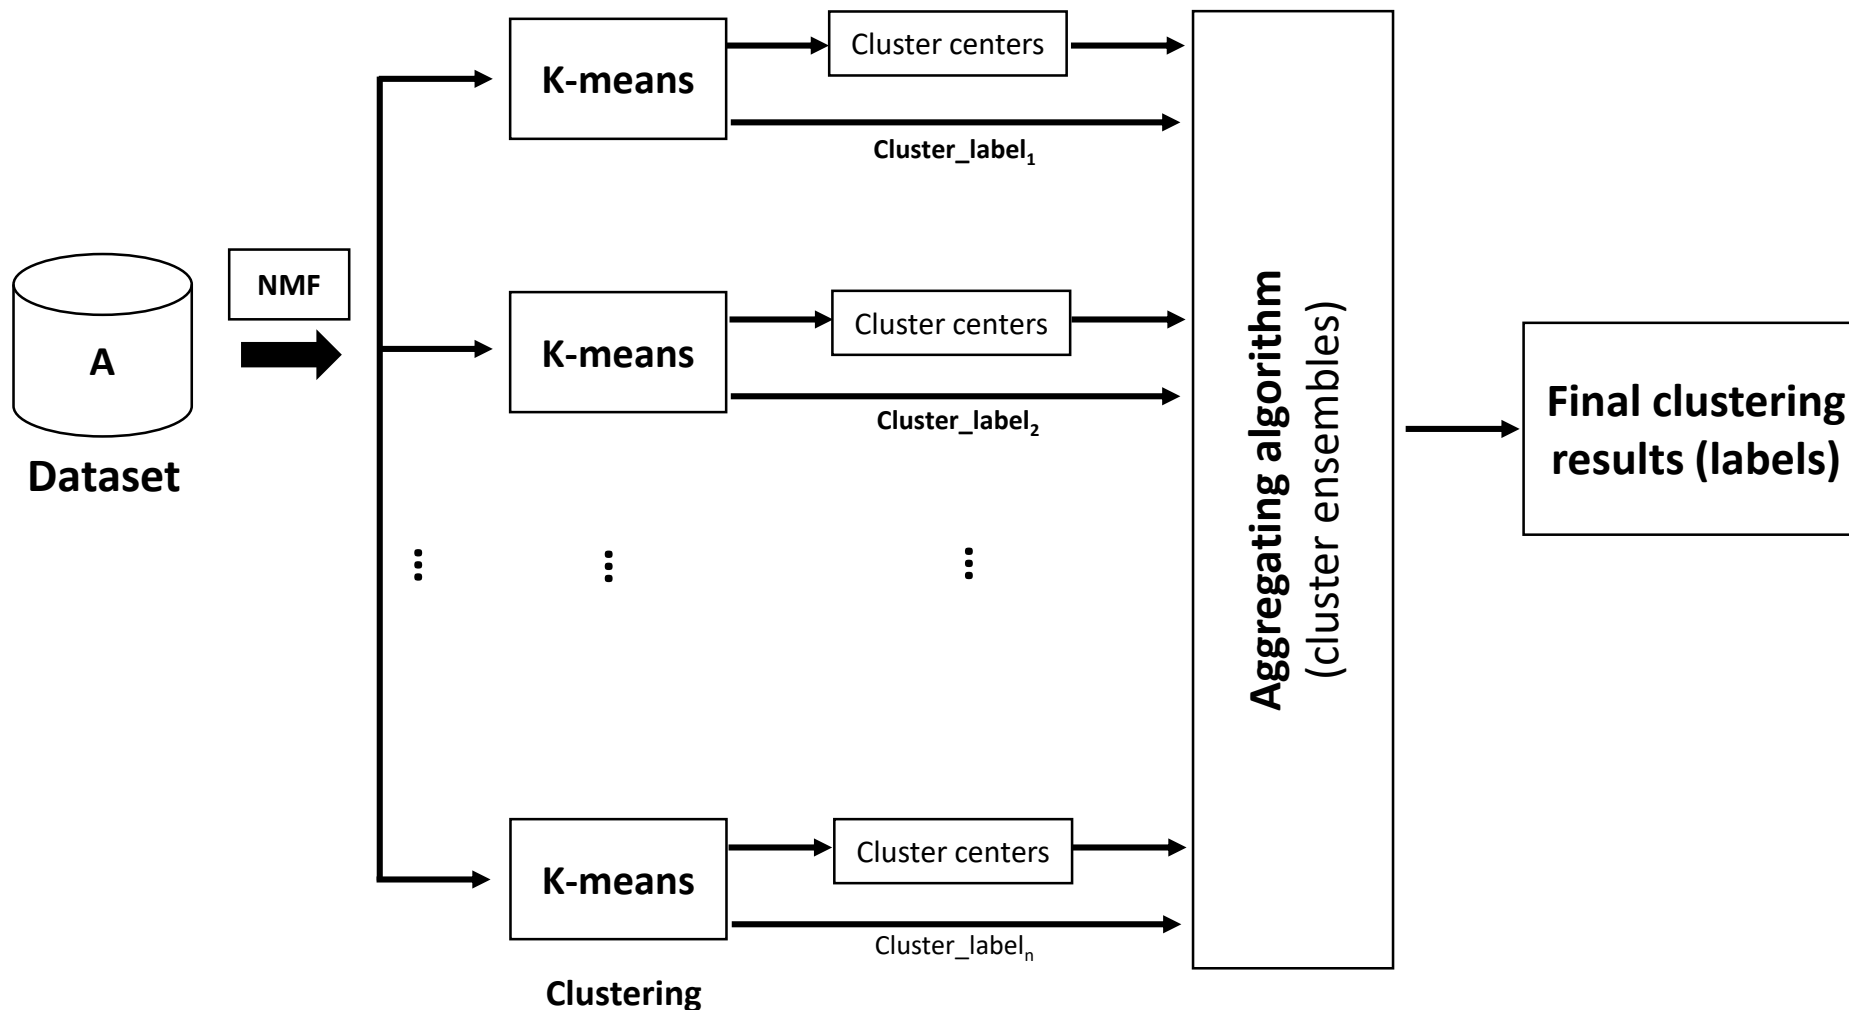 K-means
Cluster centers
Cluster_label₁
NMF
A
Dataset
K-means
Cluster centers
Cluster_label₂
Aggregating algorithm
(cluster ensembles)
Final clustering
results (labels)
⋮ ⋮ ⋮
K-means
Cluster centers
Cluster_labelₙ
Clustering